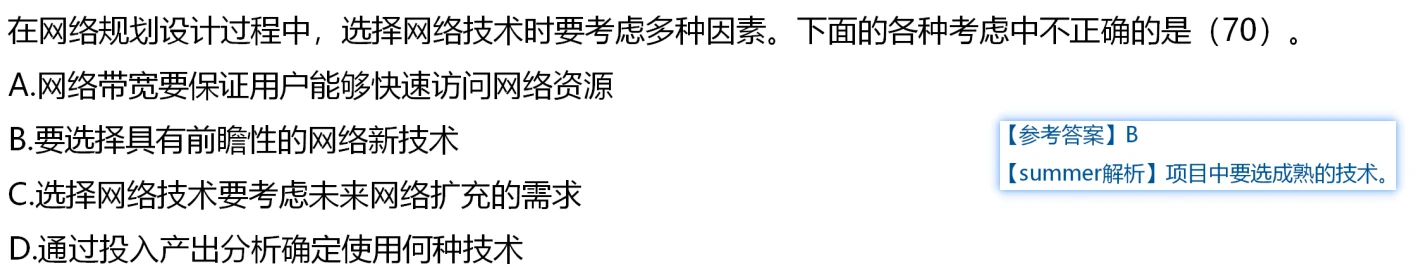 在网络规划设计过程中，选择网络技术时要考虑多种因素。下面的各种考虑中不正确的是（70）。
A.网络带宽要保证用户能够快速访问网络资源
B.要选择具有前瞻性的网络新技术
C.选择网络技术要考虑未来网络扩充的需求
D.通过投入产出分析确定使用何种技术
【参考答案】B
【summer解析】项目中要选成熟的技术。